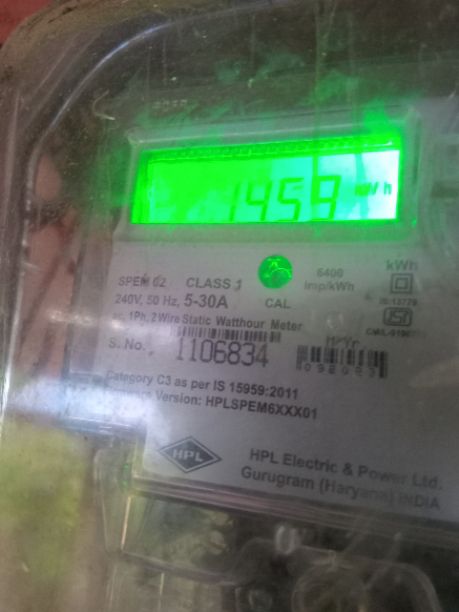 1459 kWh
SPEM 02 CLASS 1 6400 kWh
240V, 50 Hz, 5-30A CAL Imp/kWh
ac, 1Ph, 2 Wire Static Watthour Meter
S. No. 1106834
Category C3 as per IS 15959:2011
Version: HPLSPEM6XXX01
HPL HPL Electric & Power Ltd.
Gurugram (Haryana) INDIA